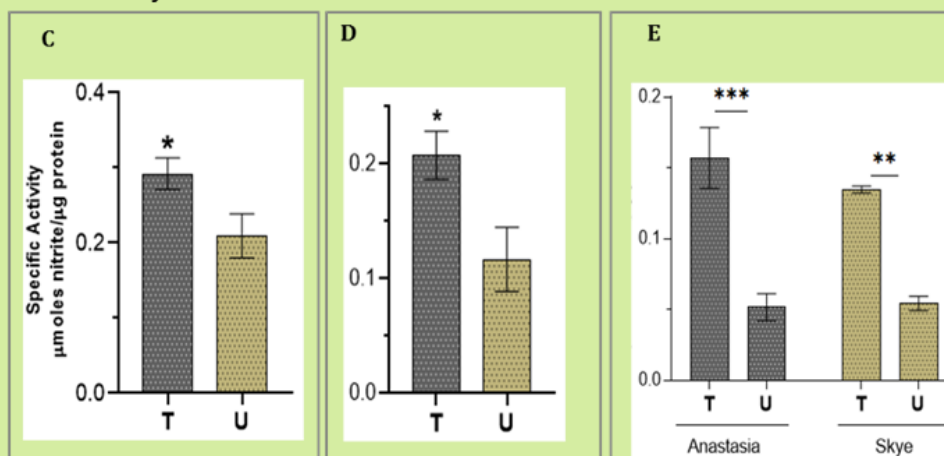 C
D
E
Specific Activity
µmoles nitrite/µg protein
0.4
0.2
0.0
*
T
U
0.2
0.1
0.0
*
T
U
0.2
0.1
0.0
***
**
T
U
T
U
Anastasia
Skye